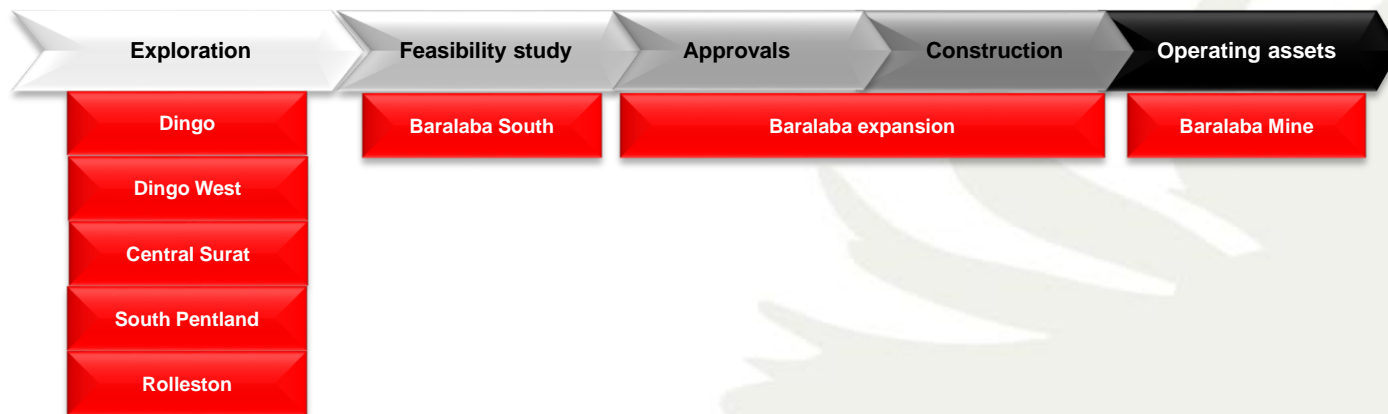 Exploration
Feasibility study
Approvals
Construction
Operating assets
Dingo
Baralaba South
Baralaba expansion
Baralaba Mine
Dingo West
Central Surat
South Pentland
Rolleston